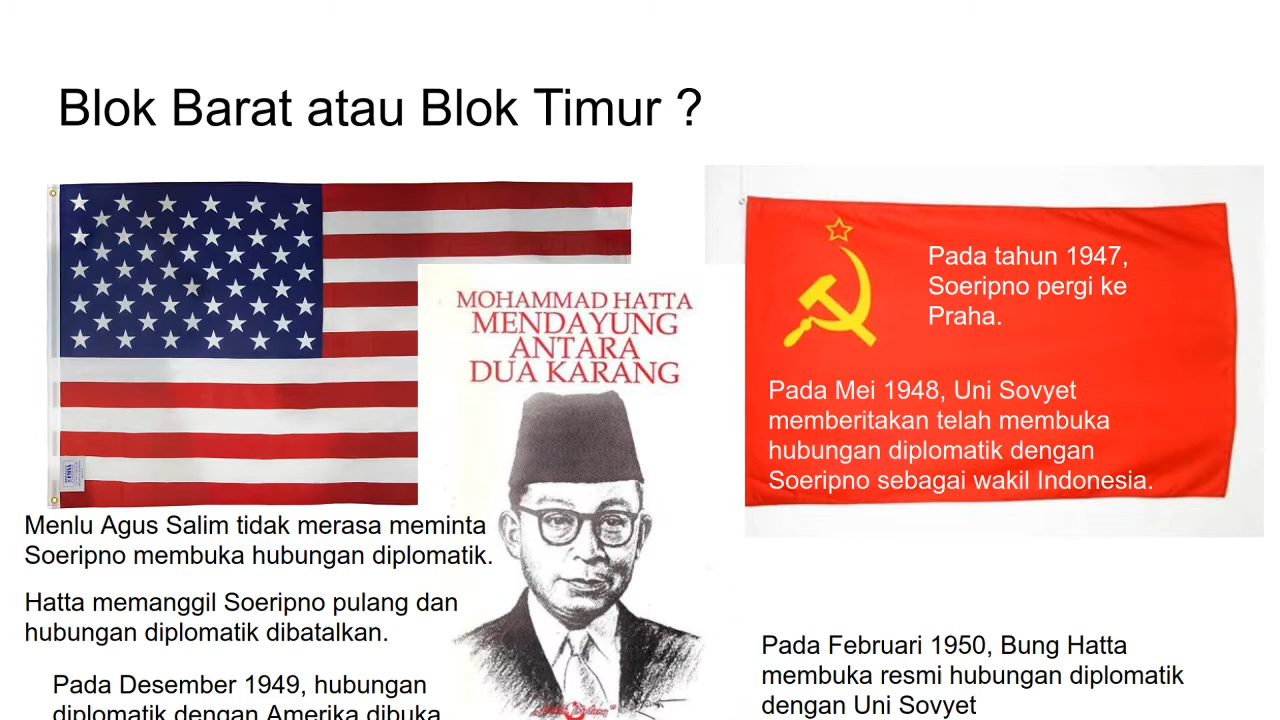 Blok Barat atau Blok Timur ?
MOHAMMAD HATTA
MENDAYUNG
ANTARA
DUA KARANG
Pada tahun 1947,
Soeripno pergi ke
Praha.
Pada Mei 1948, Uni Sovyet
memberitakan telah membuka
hubungan diplomatik dengan
Soeripno sebagai wakil Indonesia.
Menlu Agus Salim tidak merasa meminta
Soeripno membuka hubungan diplomatik.
Hatta memanggil Soeripno pulang dan
hubungan diplomatik dibatalkan.
Pada Desember 1949, hubungan
diplomatik dengan Amerika dibuka
Pada Februari 1950, Bung Hatta
membuka resmi hubungan diplomatik
dengan Uni Sovyet